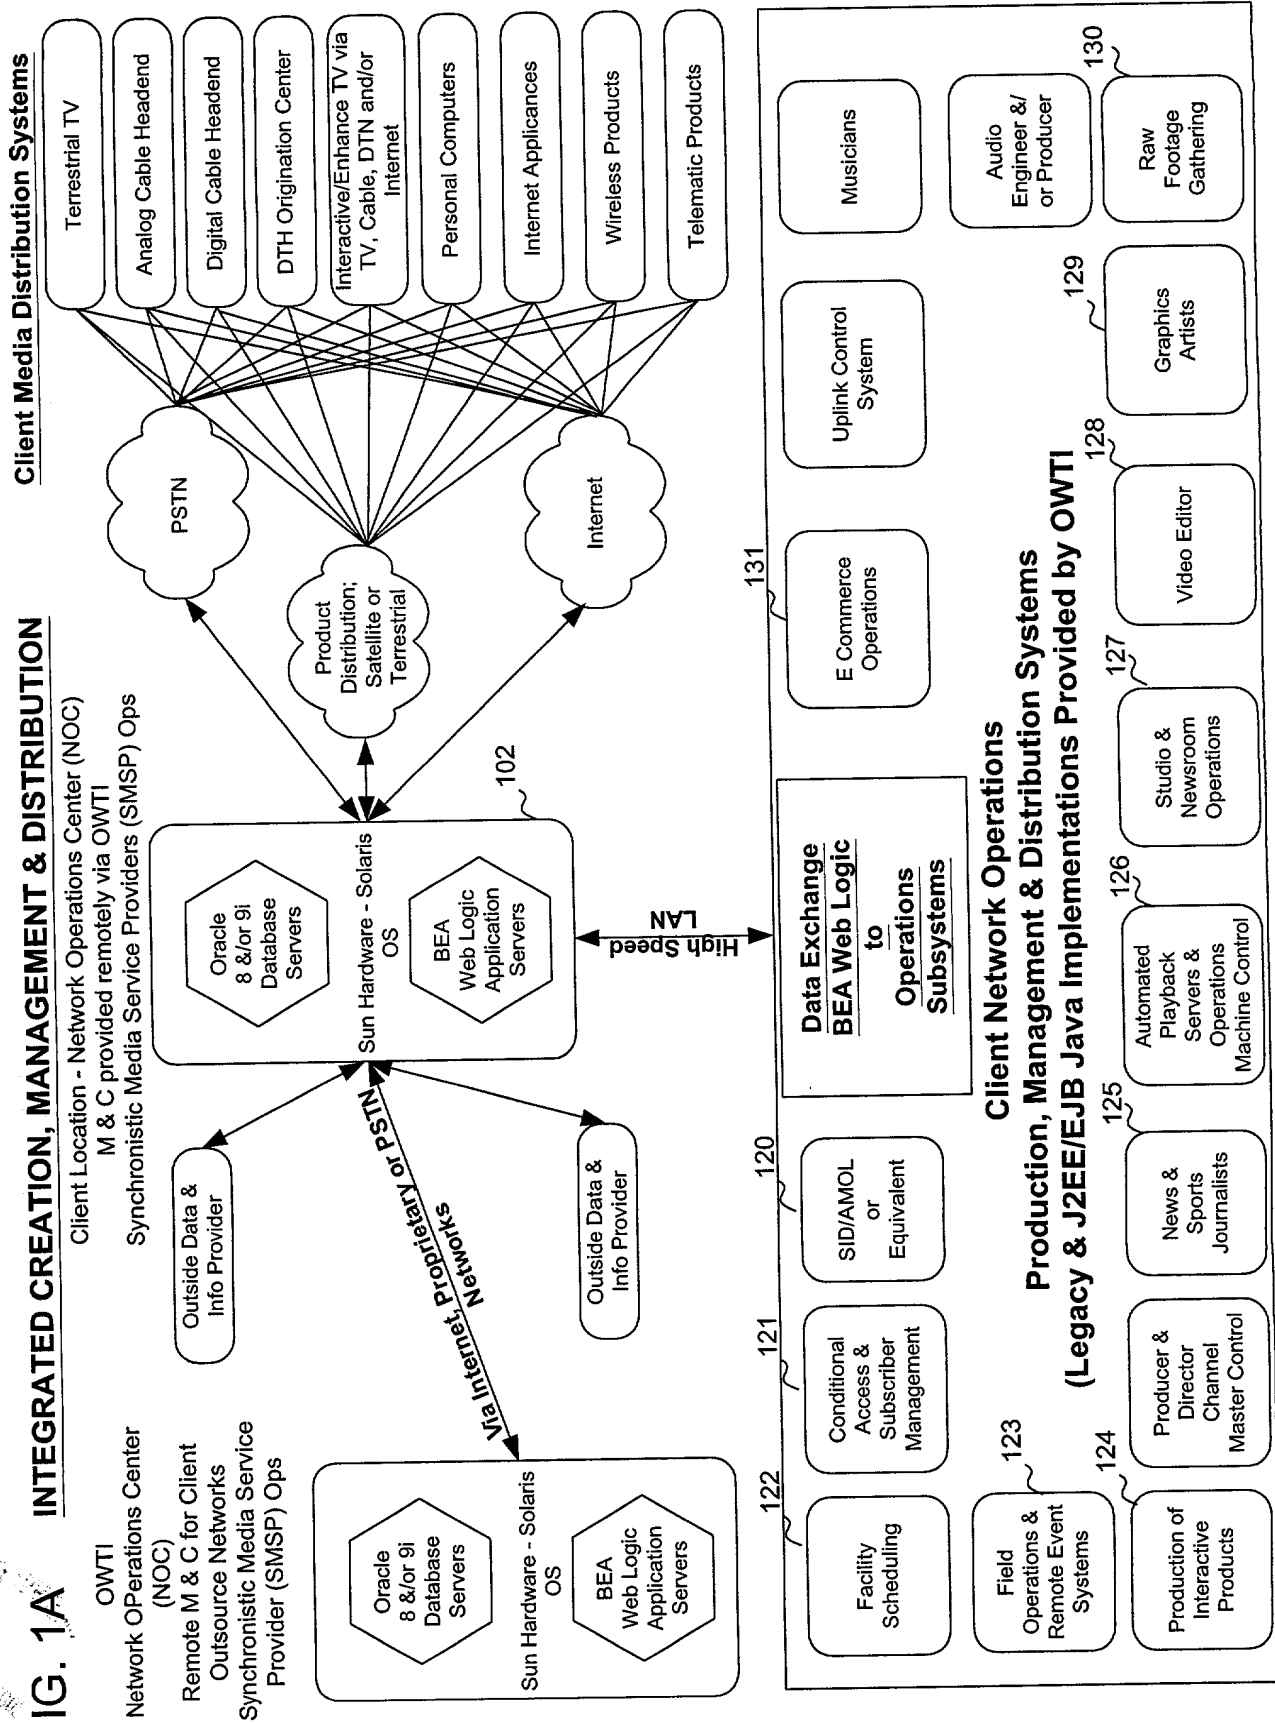 IG. 1A
INTEGRATED CREATION, MANAGEMENT & DISTRIBUTION
Client Media Distribution Systems
OWTI
Network OPerations Center
(NOC)
Remote M & C for Client
Outsource Networks
Synchronistic Media Service
Provider (SMSP) Ops
Client Location - Network Operations Center (NOC)
M & C provided remotely via OWTI
Synchronistic Media Service Providers (SMSP) Ops
Oracle
8 &/or 9i
Database
Servers
Sun Hardware - Solaris
OS
BEA
Web Logic
Application
Servers
Outside Data &
Info Provider
Via Internet, Proprietary or PSTN
Networks
Outside Data &
Info Provider
Oracle
8 &/or 9i
Database
Servers
Sun Hardware - Solaris
OS
BEA
Web Logic
Application
Servers
102
High Speed
LAN
PSTN
Product
Distribution;
Satellite or
Terrestrial
Internet
Terrestrial TV
Analog Cable Headend
Digital Cable Headend
DTH Origination Center
Interactive/Enhance TV via
TV, Cable, DTN and/or
Internet
Personal Computers
Internet Applicances
Wireless Products
Telematic Products
122
Facility
Scheduling
121
Conditional
Access &
Subscriber
Management
120
SID/AMOL
or
Equivalent
Data Exchange
BEA Web Logic
to
Operations
Subsystems
131
E Commerce
Operations
Uplink Control
System
Musicians
123
Field
Operations &
Remote Event
Systems
Client Network Operations
Production, Management & Distribution Systems
(Legacy & J2EE/EJB Java Implementations Provided by OWTI
Audio
Engineer &/
or Producer
124
Production of
Interactive
Products
Producer &
Director
Channel
Master Control
125
News &
Sports
Journalists
126
Automated
Playback
Servers &
Operations
Machine Control
127
Studio &
Newsroom
Operations
128
Video Editor
129
Graphics
Artists
130
Raw
Footage
Gathering